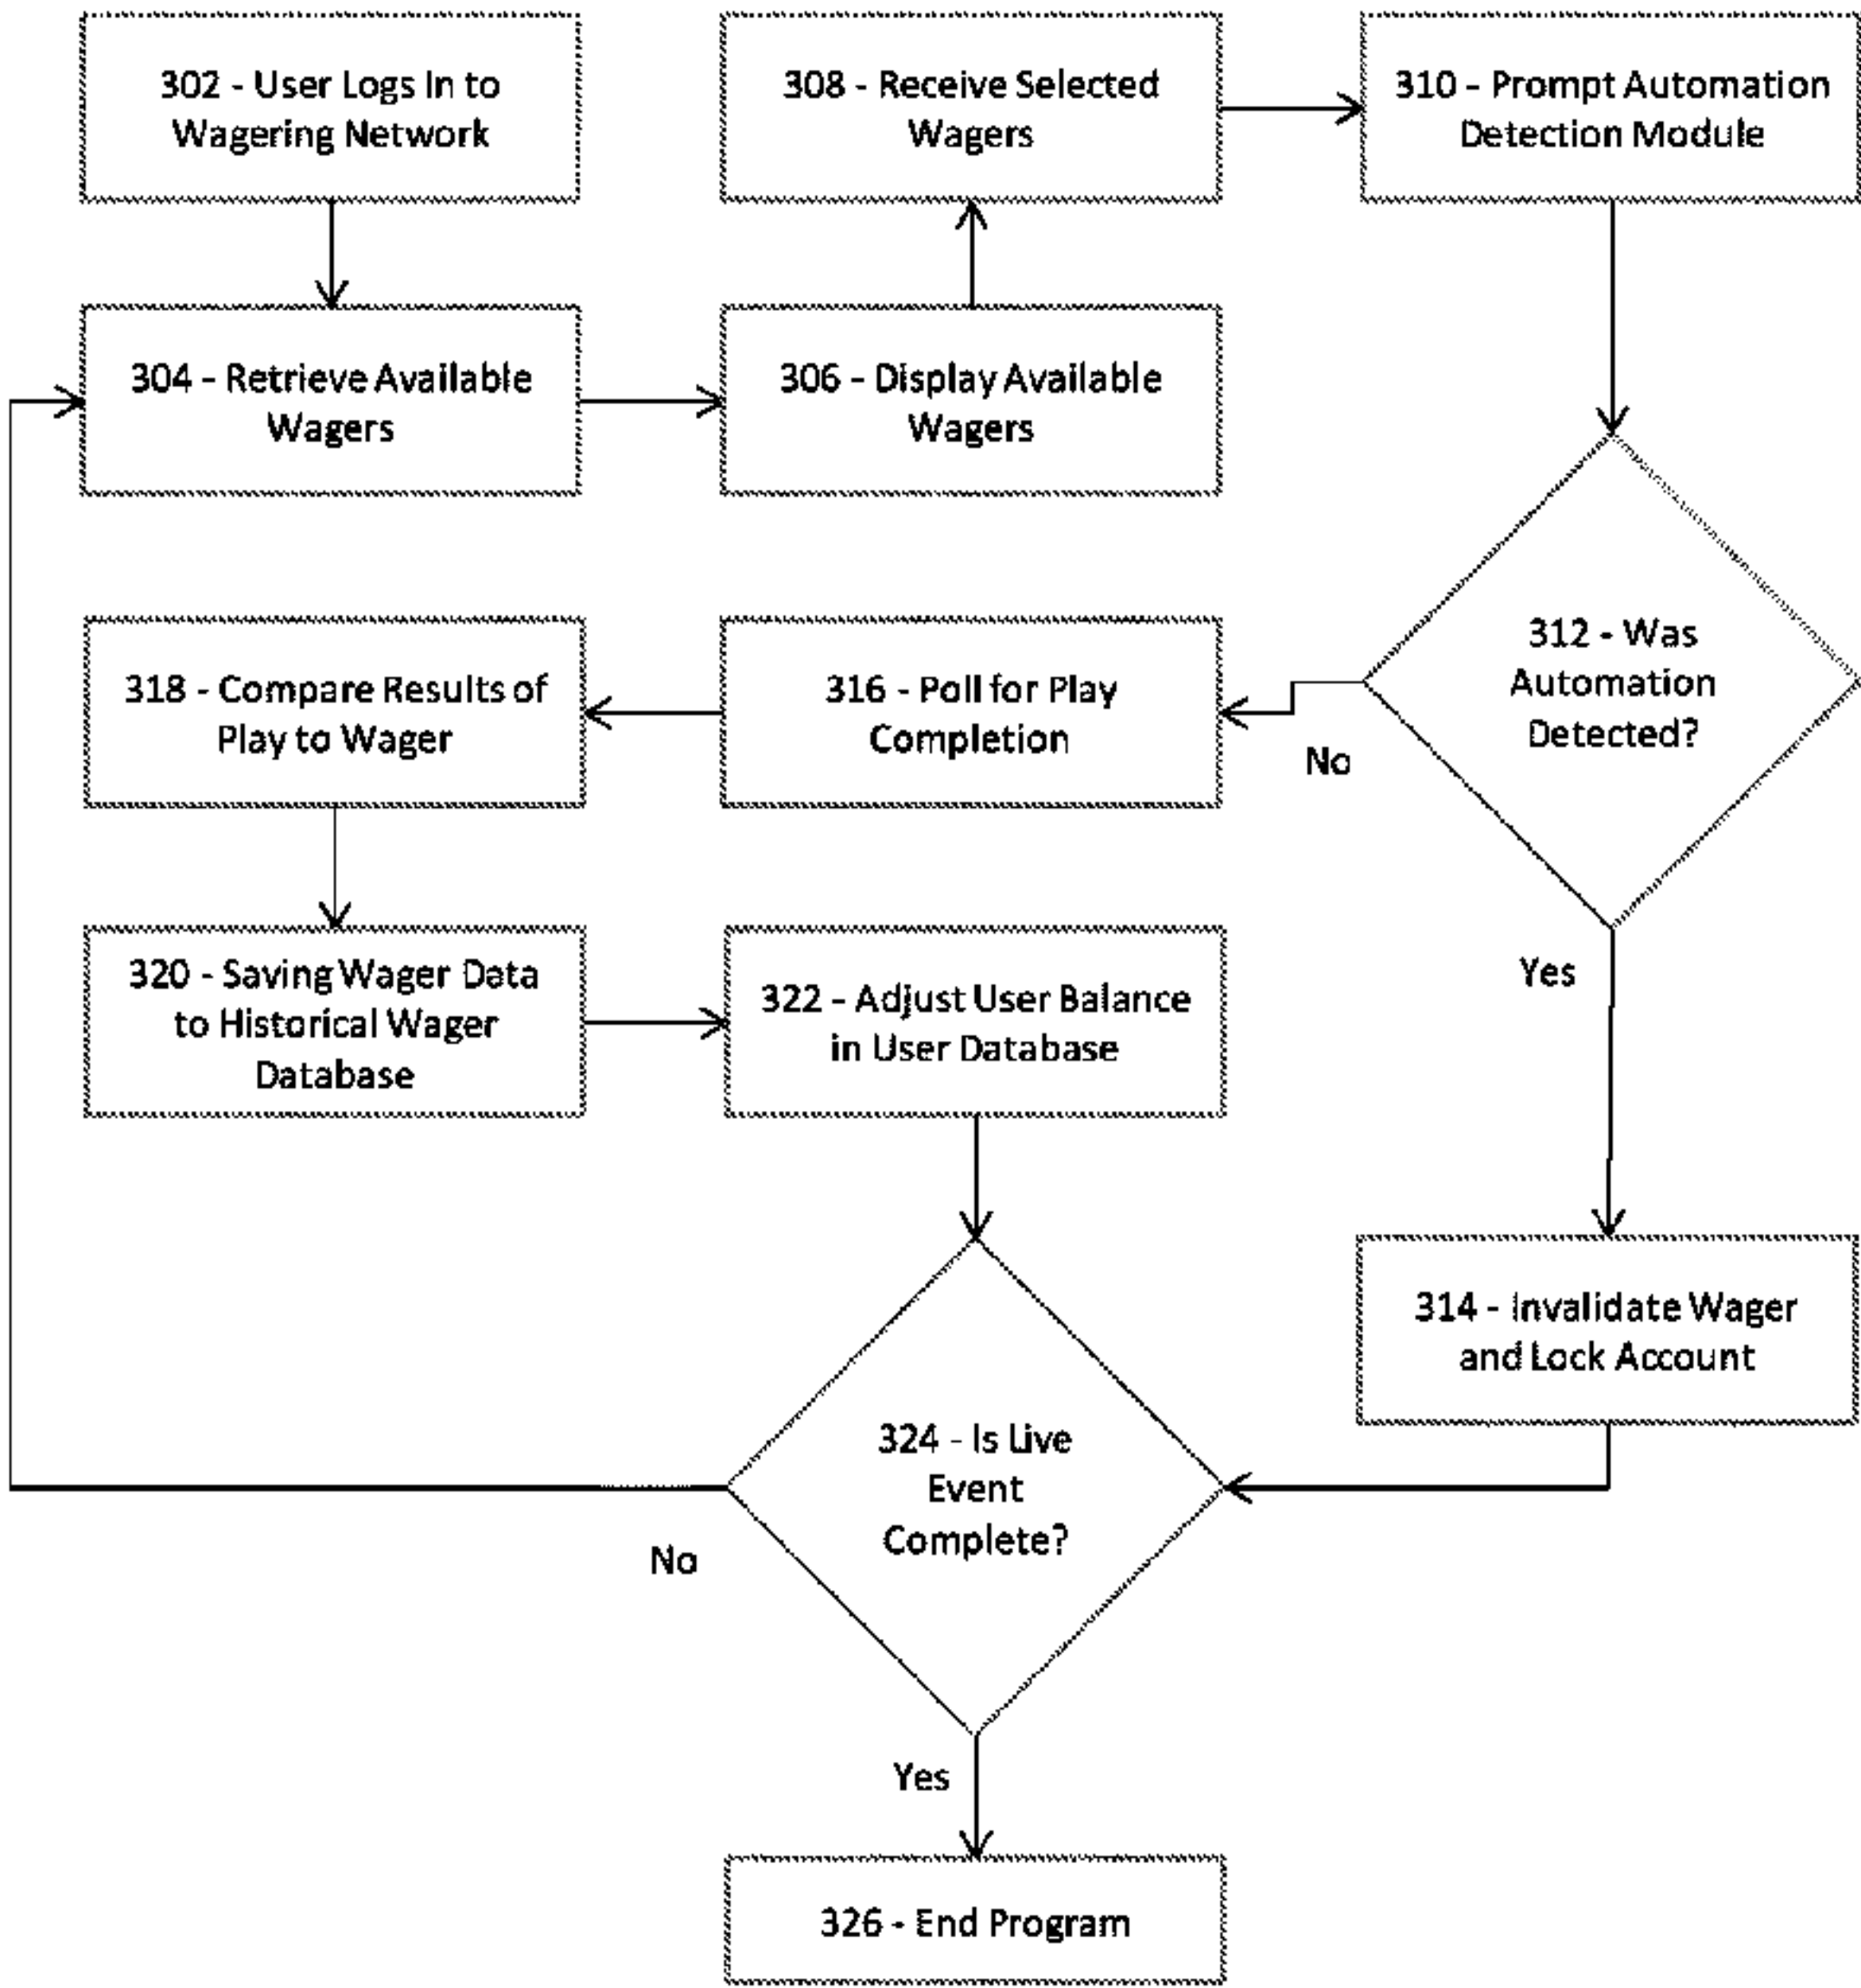 302 - User Logs In to
Wagering Network
308 - Receive Selected
Wagers
310 - Prompt Automation
Detection Module
304 - Retrieve Available
Wagers
306 - Display Available
Wagers
312 - Was
Automation
Detected?
318 - Compare Results of
Play to Wager
316 - Poll for Play
Completion
No
Yes
320 - Saving Wager Data
to Historical Wager
Database
322 - Adjust User Balance
in User Database
314 - Invalidate Wager
and Lock Account
324 - Is Live
Event
Complete?
No
Yes
326 - End Program